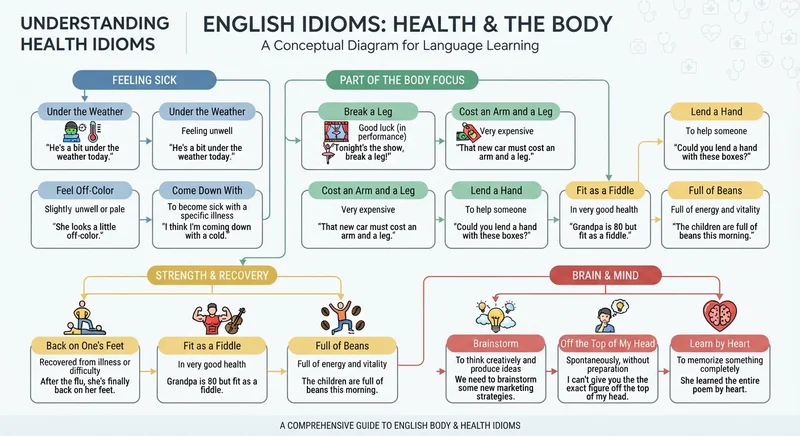 UNDERSTANDING
HEALTH IDIOMS
ENGLISH IDIOMS: HEALTH & THE BODY
A Conceptual Diagram for Language Learning
FEELING SICK
Under the Weather
"He's a bit under the
weather today."
Under the Weather
Feeling unwell
"He's a bit under the
weather today."
Feel Off-Color
Slightly unwell or pale
"She looks a little
off-color."
Come Down With
To become sick with a
specific illness
"I think I'm coming down
with a cold."
PART OF THE BODY FOCUS
Break a Leg
Good luck (in
performance)
"Tonight's the show,
break a leg!"
Cost an Arm and a Leg
Very expensive
"That new car must cost an
arm and a leg."
Lend a Hand
To help someone
"Could you lend a hand
with these boxes?"
Cost an Arm and a Leg
Very expensive
"That new car must cost an
arm and a leg."
Lend a Hand
To help someone
"Could you lend a hand
with these boxes?"
Fit as a Fiddle
In very good health
"Grandpa is 80 but
fit as a fiddle."
Full of Beans
Full of energy and vitality
"The children are full of
beans this morning."
STRENGTH & RECOVERY
Back on One's Feet
Recovered from illness or
difficulty
After the flu, she's finally
back on her feet.
Fit as a Fiddle
In very good health
Grandpa is 80 but fit as a
fiddle.
Full of Beans
Full of energy and vitality
The children are full of
beans this morning.
BRAIN & MIND
Brainstorm
To think creatively and
produce ideas
We need to brainstorm
some new marketing
strategies.
Off the Top of My Head
Spontaneously, without
preparation
I can't give you the the
exact figure off the top
of my head.
Learn by Heart
To memorize something
completely
She learned the entire
poem by heart.
A COMPREHENSIVE GUIDE TO ENGLISH BODY & HEALTH IDIOMS